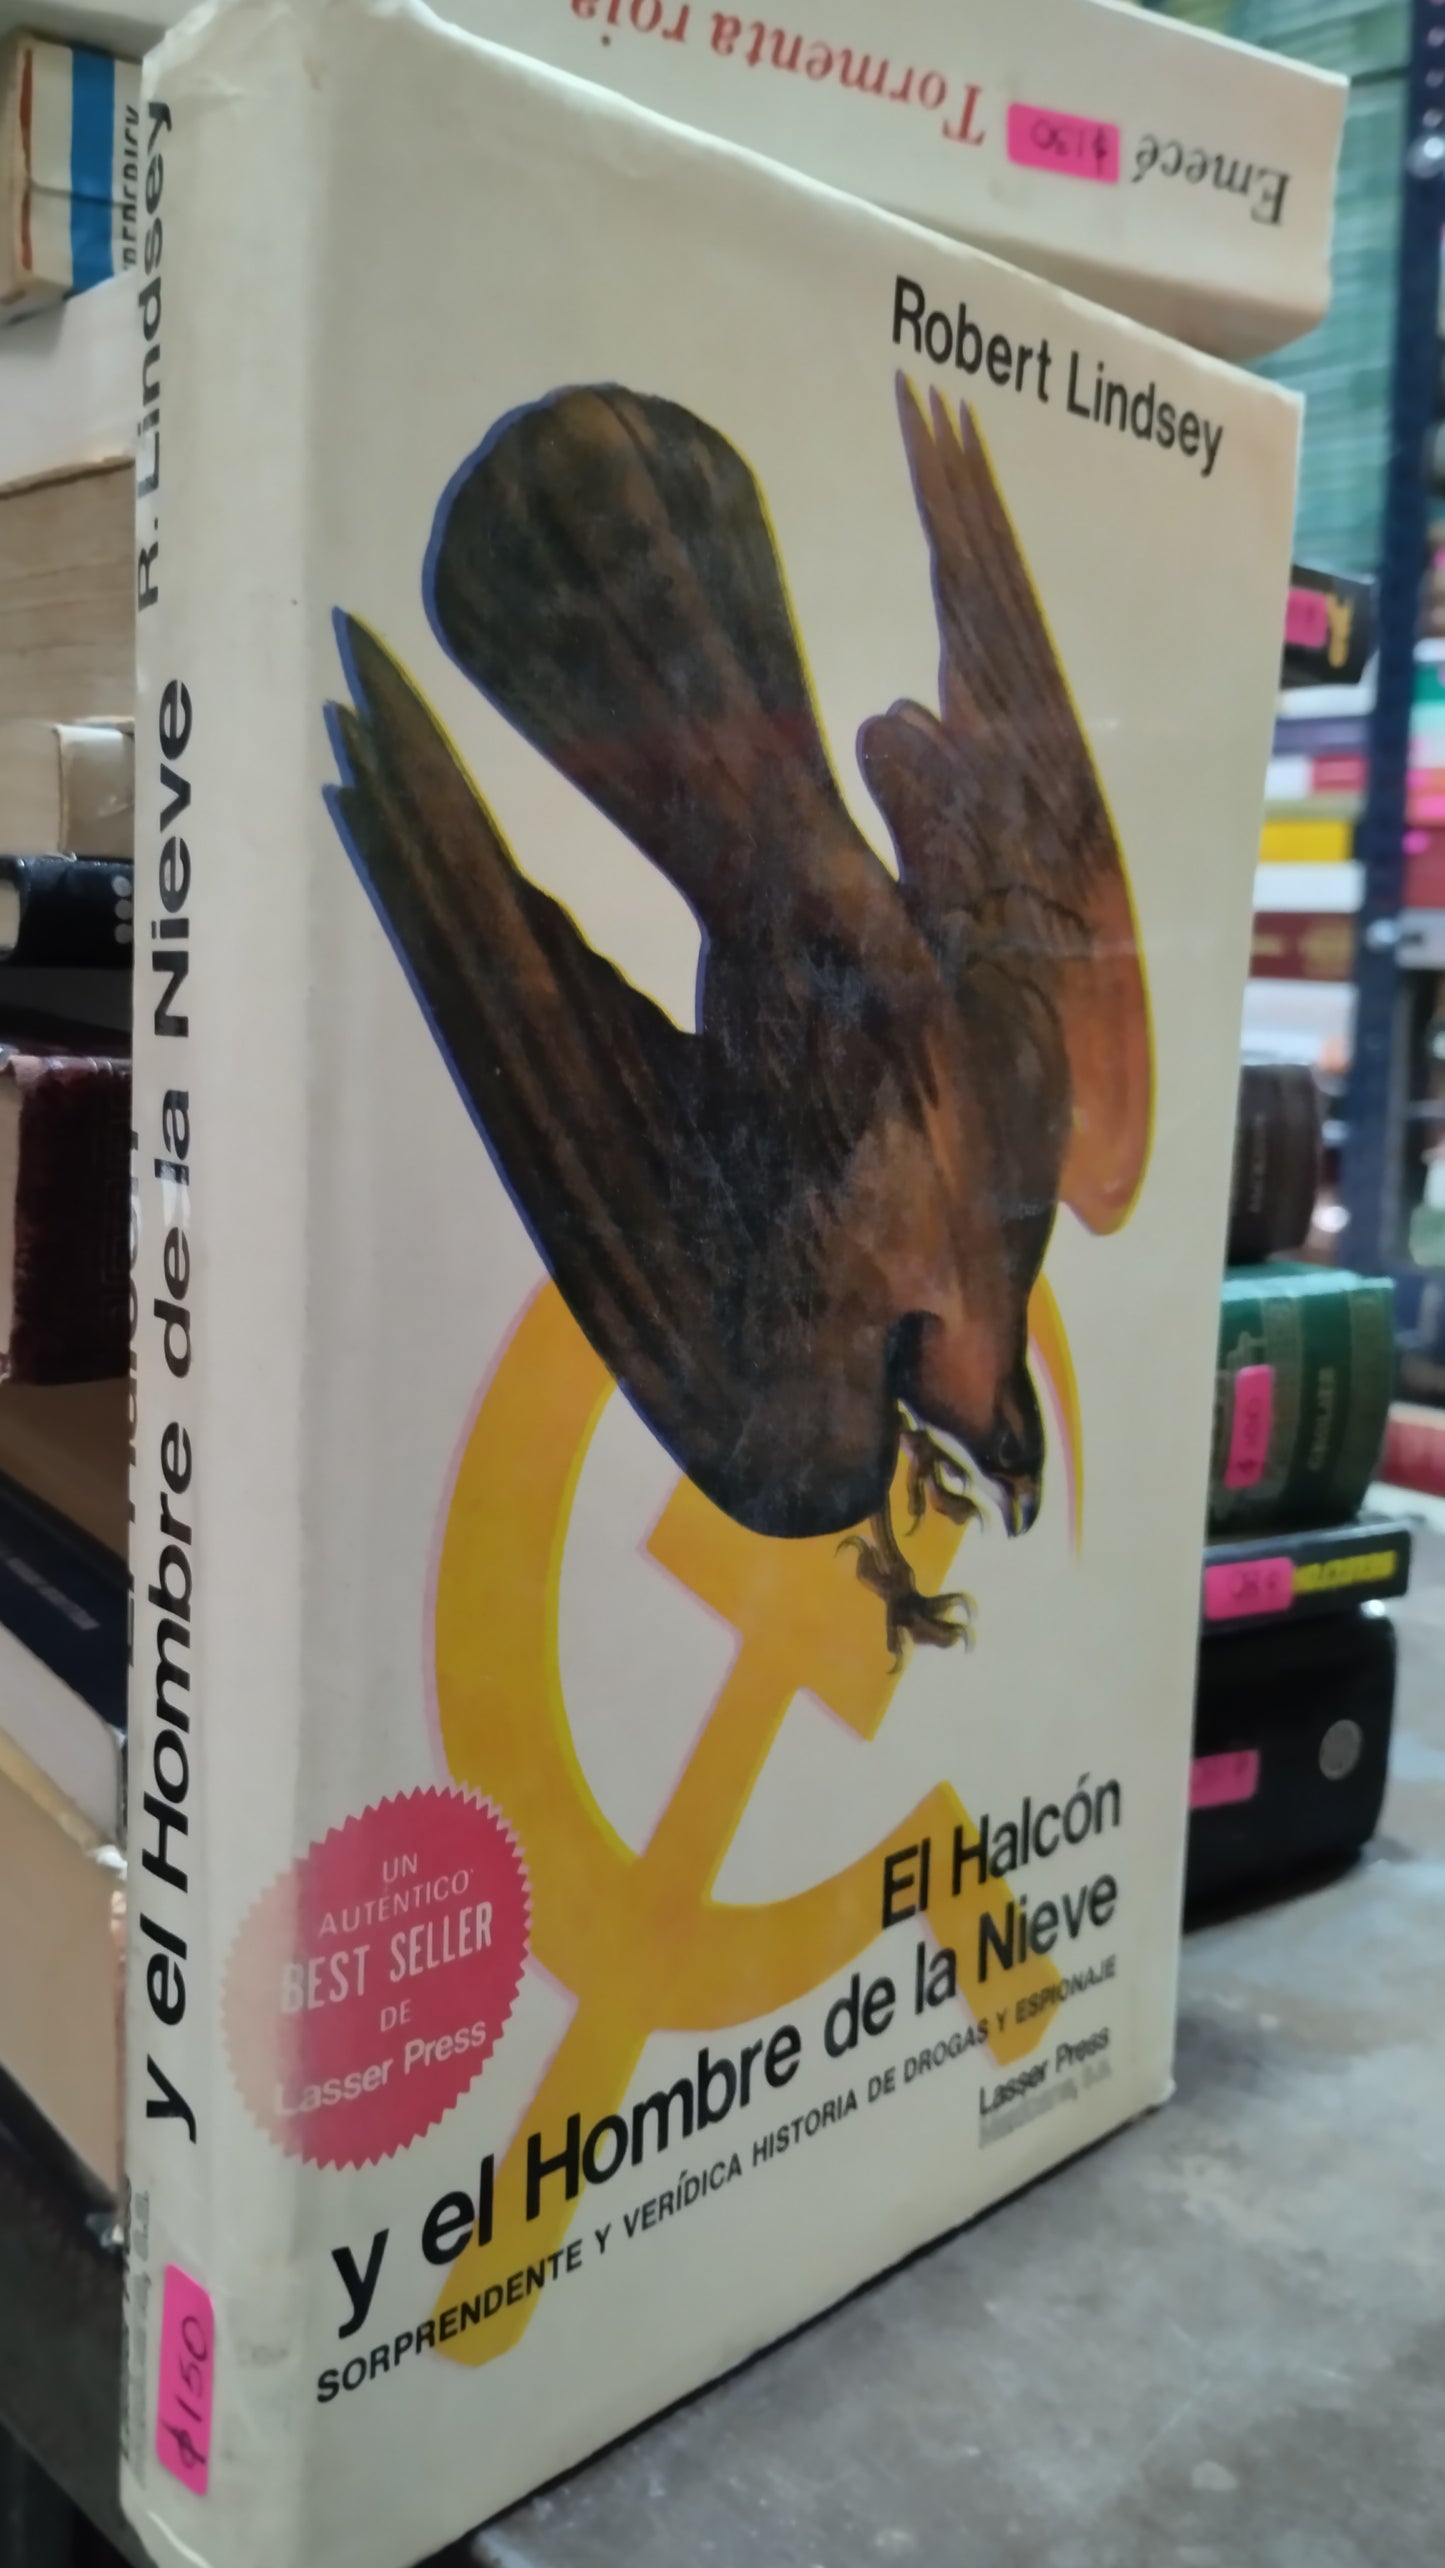 Emecé
$130
Tormenta roja
Robert Lindsey
El Halcón
y el Hombre de la Nieve
SORPRENDENTE Y VERÍDICA HISTORIA DE DROGAS Y ESPIONAJE
Lasser Press
UN
AUTÉNTICO
BEST SELLER
DE
Lasser Press
y el Hombre de la Nieve R. Lindsey
$150